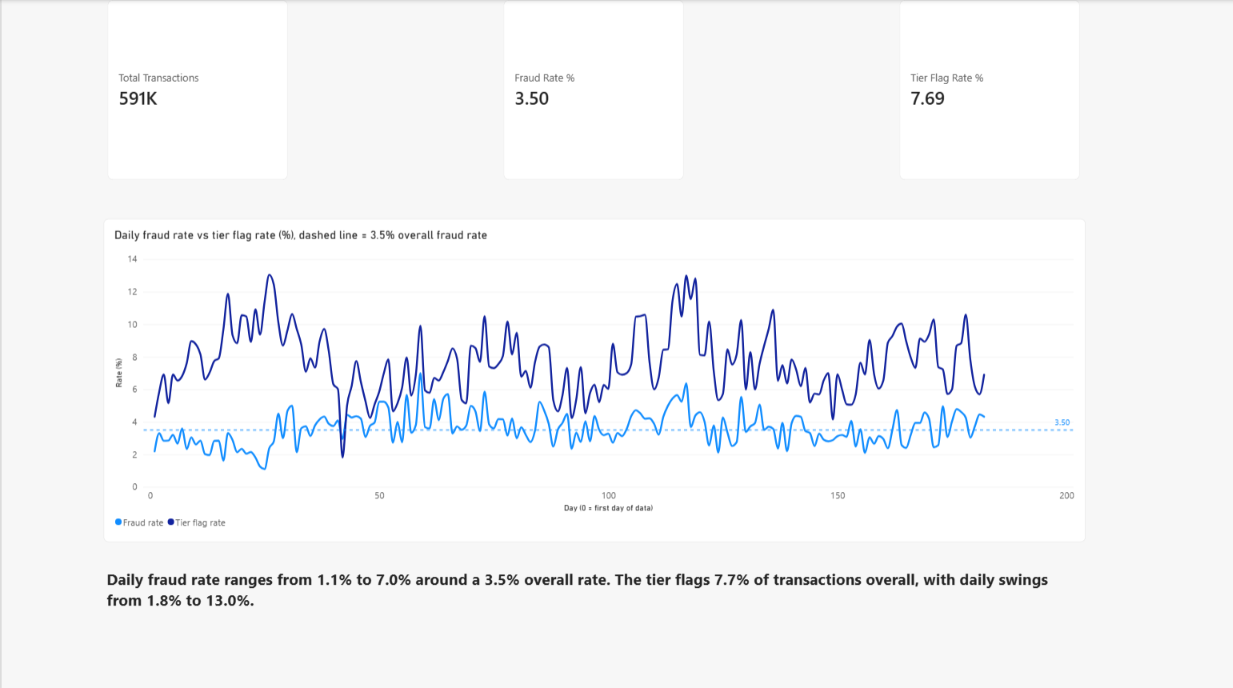 Total Transactions
591K
Fraud Rate %
3.50
Tier Flag Rate %
7.69
Daily fraud rate vs tier flag rate (%), dashed line = 3.5% overall fraud rate
14
12
10
8
6
4
2
0
Rate (%)
3.50
0 50 100 150 200
Day (0 = first day of data)
Fraud rate Tier flag rate
Daily fraud rate ranges from 1.1% to 7.0% around a 3.5% overall rate. The tier flags 7.7% of transactions overall, with daily swings
from 1.8% to 13.0%.